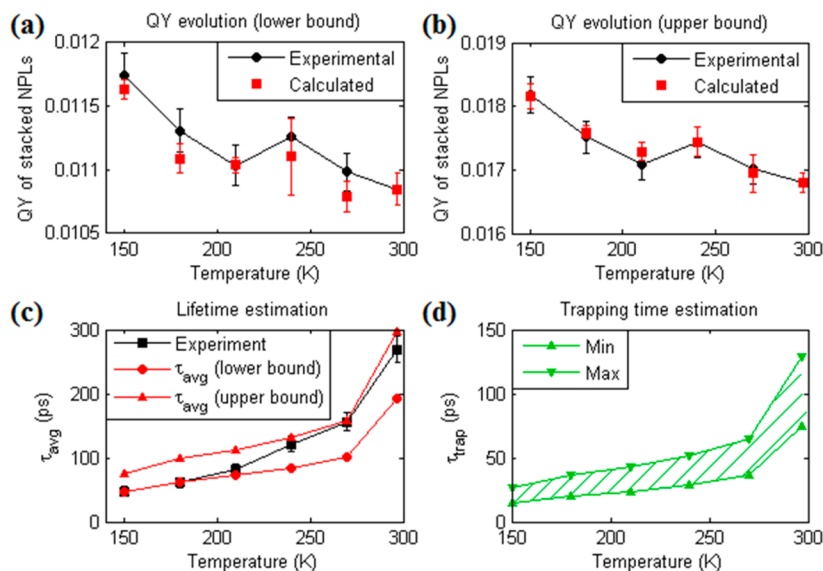 (a)
QY evolution (lower bound)
QY of stacked NPLs
0.012
0.0115
0.011
0.0105
Experimental
Calculated
150
200
250
300
Temperature (K)
(b)
QY evolution (upper bound)
QY of stacked NPLs
0.019
0.018
0.017
0.016
Experimental
Calculated
150
200
250
300
Temperature (K)
(c)
Lifetime estimation
τavg (ps)
300
200
100
0
Experiment
τavg (lower bound)
τavg (upper bound)
150
200
250
300
Temperature (K)
(d)
Trapping time estimation
τtrap (ps)
150
100
50
0
Min
Max
150
200
250
300
Temperature (K)